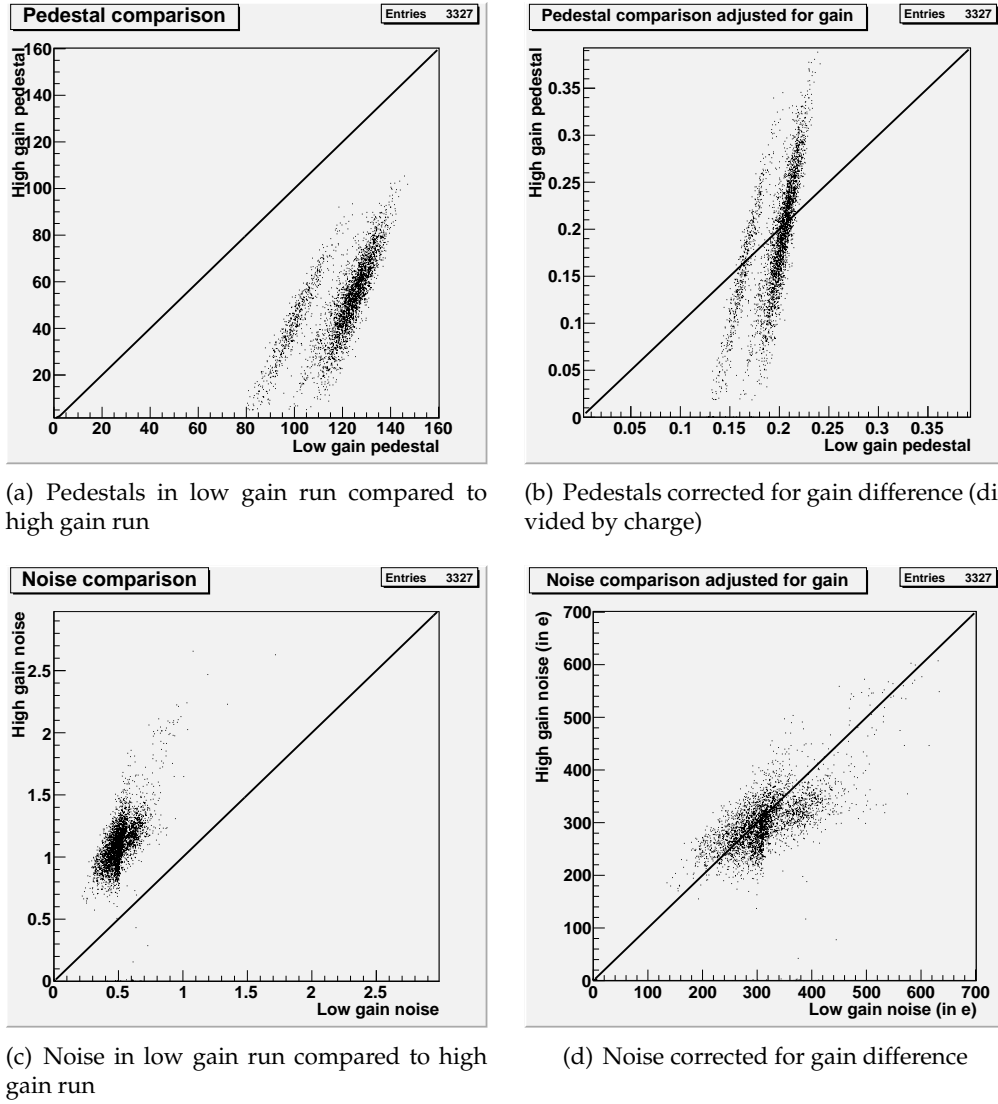 Pedestal comparison
Entries 3327
High gain pedestal
160
140
120
100
80
60
40
20
0
0 20 40 60 80 100 120 140 160
Low gain pedestal
(a) Pedestals in low gain run compared to
high gain run
Pedestal comparison adjusted for gain
Entries 3327
High gain pedestal
0.35
0.3
0.25
0.2
0.15
0.1
0.05
0
0.05 0.1 0.15 0.2 0.25 0.3 0.35
Low gain pedestal
(b) Pedestals corrected for gain difference (di
vided by charge)
Noise comparison
Entries 3327
High gain noise
2.5
2
1.5
1
0.5
0
0 0.5 1 1.5 2 2.5
Low gain noise
(c) Noise in low gain run compared to high
gain run
Noise comparison adjusted for gain
Entries 3327
High gain noise (in e)
700
600
500
400
300
200
100
0
0 100 200 300 400 500 600 700
Low gain noise (in e)
(d) Noise corrected for gain difference